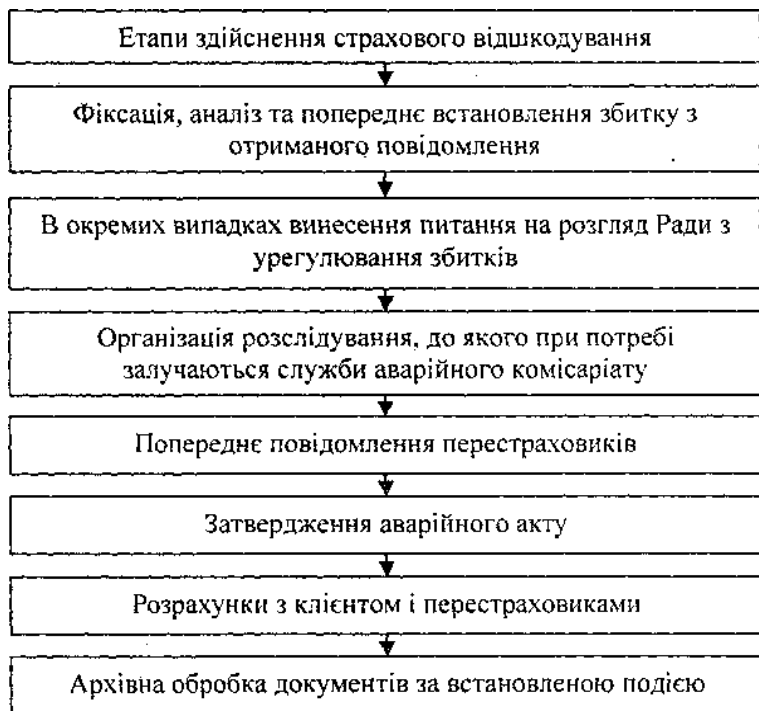 Етапи здійснення страхового відшкодування
Фіксація, аналіз та попереднє встановлення збитку з
отриманого повідомлення
В окремих випадках винесення питання на розгляд Ради з
урегулювання збитків
Організація розслідування, до якого при потребі
залучаються служби аварійного комісаріату
Попереднє повідомлення перестраховиків
Затвердження аварійного акту
Розрахунки з клієнтом і перестраховиками
Архівна обробка документів за встановленою подією